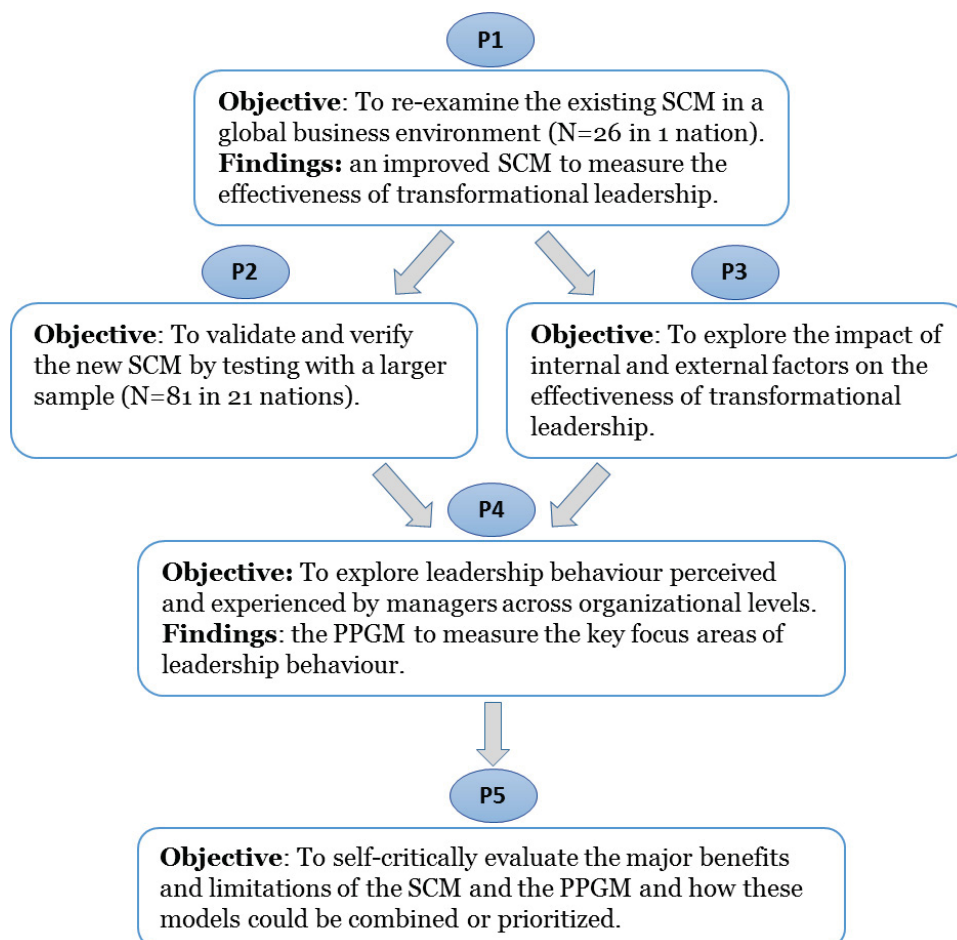 P1
Objective: To re-examine the existing SCM in a
global business environment (N=26 in 1 nation).
Findings: an improved SCM to measure the
effectiveness of transformational leadership.
P2
Objective: To validate and verify
the new SCM by testing with a larger
sample (N=81 in 21 nations).
P3
Objective: To explore the impact of
internal and external factors on the
effectiveness of transformational
leadership.
P4
Objective: To explore leadership behaviour perceived
and experienced by managers across organizational levels.
Findings: the PPGM to measure the key focus areas of
leadership behaviour.
P5
Objective: To self-critically evaluate the major benefits
and limitations of the SCM and the PPGM and how these
models could be combined or prioritized.